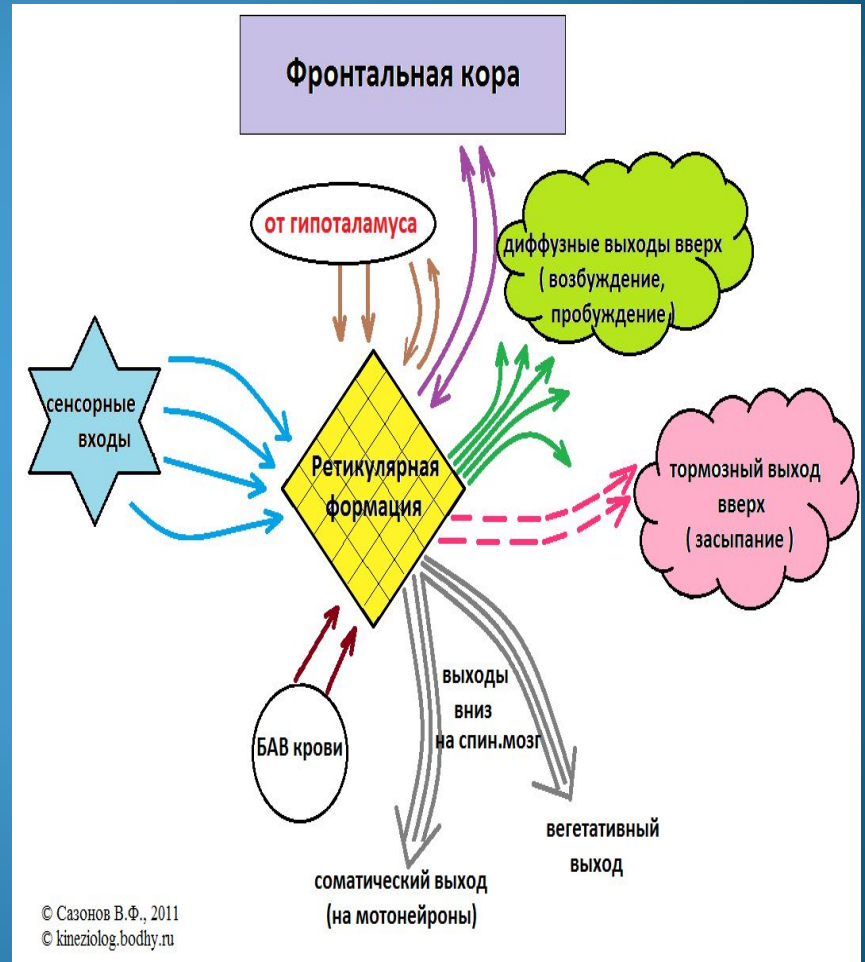 Фронтальная кора
от гипоталамуса
диффузные выходы вверх
( возбуждение,
пробуждение )
сенсорные
входы
Ретикулярная
формация
тормозный выход
вверх
( засыпание )
выходы
вниз
на спин.мозг
БАВ крови
вегетативный
выход
соматический выход
(на мотонейроны)
© Сазонов В.Ф., 2011
© kineziolog.bodhy.ru